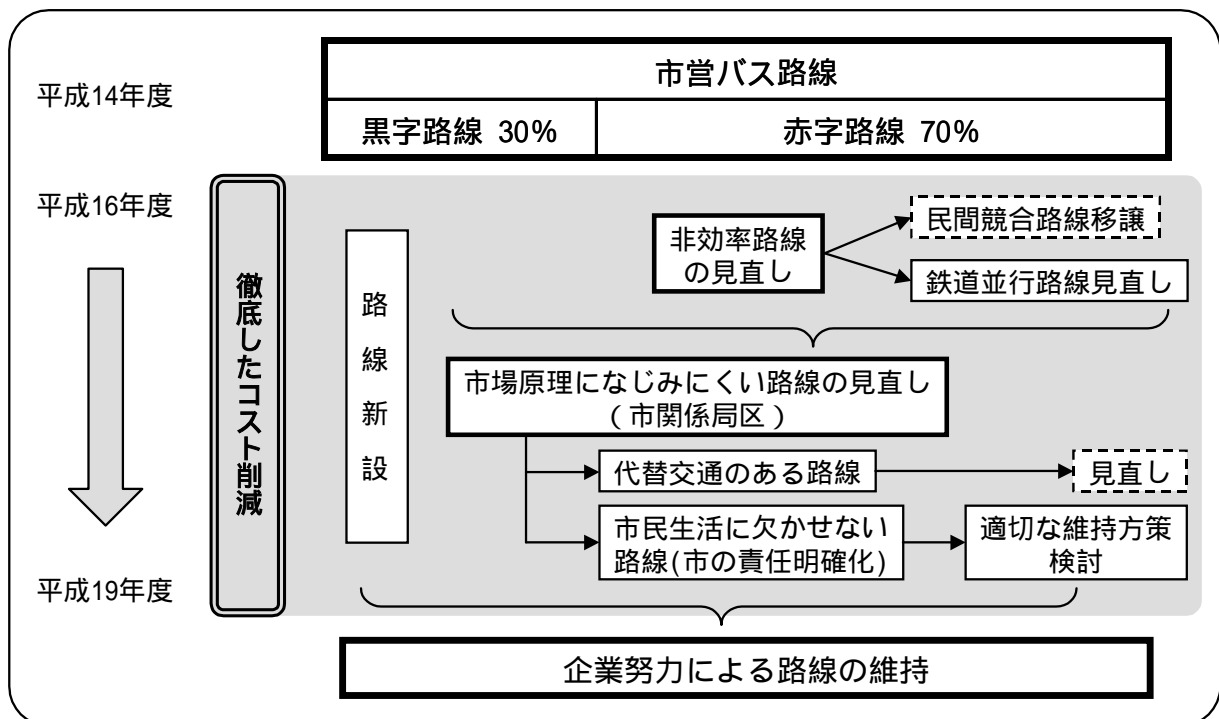 平成14年度
市営バス路線
黒字路線 30%
赤字路線 70%
平成16年度
徹底したコスト削減
路線新設
非効率路線
の見直し
民間競合路線移譲
鉄道並行路線見直し
市場原理になじみにくい路線の見直し
(市関係局区)
代替交通のある路線
見直し
市民生活に欠かせない
路線(市の責任明確化)
適切な維持方策
検討
平成19年度
企業努力による路線の維持